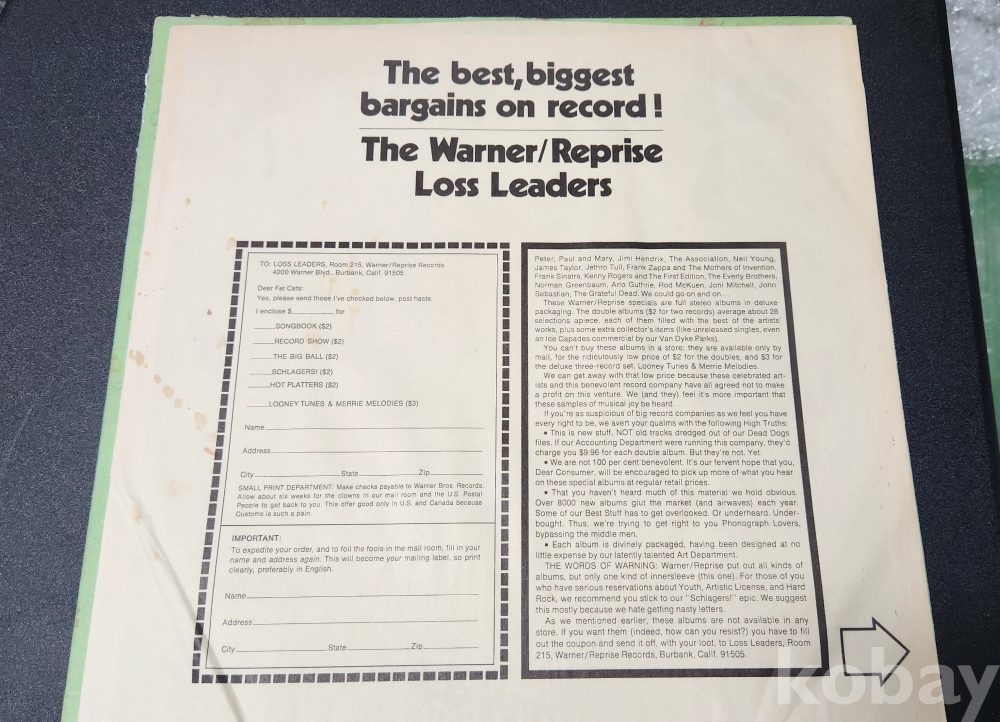 The best, biggest
bargains on record!
The Warner/Reprise
Loss Leaders
TO: LOSS LEADERS, Room 215, Warner/Reprise Records
4000 Warner Blvd., Burbank, Calif. 91505
Dear Fat Cats:
Yes, please send those I've checked below, post haste.
I enclose $__________ for
_____SONGBOOK ($2)
_____RECORD SHOW ($2)
_____THE BIG BALL ($2)
_____SCHLAGERS! ($2)
_____HOT PLATTERS ($2)
_____LOONEY TUNES & MERRIE MELODIES ($3)
Name
Address
City State Zip
SMALL PRINT DEPARTMENT: Make checks payable to Warner Bros. Records.
Allow about six weeks for the clowns in our mail room and the U.S. Postal
People to get back to you. This offer good only in U.S. and Canada because
Customs is such a pain.
IMPORTANT:
To expedite your order, and to foil the fools in the mail room, fill in your
name and address again. This will become your mailing label, so print
clearly, preferably in English.
Name
Address
City State Zip
Peter, Paul and Mary, Jimi Hendrix, The Association, Neil Young,
James Taylor, Jethro Tull, Frank Zappa and The Mothers of Invention,
Frank Sinatra, Kenny Rogers and The First Edition, The Everly Brothers,
Norman Greenbaum, Arlo Guthrie, Rod McKuen, Joni Mitchell, John
Sebastian, The Grateful Dead. We could go on and on . . .
These Warner/Reprise specials are full stereo albums in deluxe
packaging. The double albums ($2 for two records) average about 28
selections apiece, each of them filled with the best of the artists'
works, plus some extra collector's items (like unreleased singles, even
an Ice Capades commercial by our Van Dyke Parks).
You can't buy these albums in a store; they are available only by
mail, for the ridiculously low price of $2 for the doubles, and $3 for
the deluxe three-record set, Looney Tunes & Merrie Melodies.
We can get away with that low price because these celebrated art-
ists and this benevolent record company have all agreed not to make
a profit on this venture. We (and they) feel it's more important that
these samples of musical joy be heard.
If you're as suspicious of big record companies as we feel you have
every right to be, we avert your qualms with the following High Truths:
• This is new stuff, NOT old tracks dredged out of our Dead Dogs
files. If our Accounting Department were running this company, they'd
charge you $9.96 for each double album. But they're not. Yet.
• We are not 100 per cent benevolent. It's our fervent hope that you,
Dear Consumer, will be encouraged to pick up more of what you hear
on these special albums at regular retail prices.
• That you haven't heard much of this material we hold obvious.
Over 8000 new albums glut the market (and airwaves) each year.
Some of our Best Stuff has to get overlooked. Or underheard. Under-
bought. Thus, we're trying to get right to you Phonograph Lovers,
bypassing the middle men.
• Each album is divinely packaged, having been designed at no
little expense by our latently talented Art Department.
THE WORDS OF WARNING: Warner/Reprise put out all kinds of
albums, but only one kind of innersleeve (this one). For those of you
who have serious reservations about Youth, Artistic License, and Hard
Rock, we recommend you stick to our "Schlagers!" epic. We suggest
this mostly because we hate getting nasty letters.
As we mentioned earlier, these albums are not available in any
store. If you want them (indeed, how can you resist?) you have to fill
out the coupon and send it off, with your loot, to Loss Leaders, Room
215, Warner/Reprise Records, Burbank, Calif. 91505.
kobay